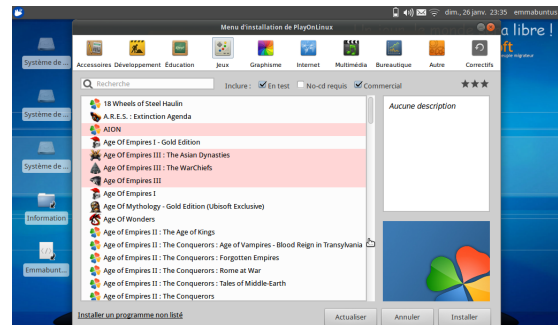 dim., 26 janv. 23:35 emmabuntus
Menu d'installation de PlayOnLinux
a libre !
Accessoires Développement Éducation Jeux Graphisme Internet Multimédia Bureautique Autre Correctifs
Recherche Inclure : En test No-cd requis Commercial
18 Wheels of Steel Haulin
A.R.E.S. : Extinction Agenda
AION
Age Of Empires I - Gold Edition
Age Of Empires III : The Asian Dynasties
Age Of Empires III : The WarChiefs
Age Of Empires III
Age Of Empires I
Age Of Mythology - Gold Edition (Ubisoft Exclusive)
Age Of Wonders
Age of Empires II : The Age of Kings
Age of Empires II : The Conquerors : Age of Vampires - Blood Reign in Transylvania
Age of Empires II : The Conquerors : Forgotten Empires
Age of Empires II : The Conquerors : Rome at War
Age of Empires II : The Conquerors : Tales of Middle-Earth
Age of Empires II : The Conquerors
Aucune description
Installer un programme non listé
Actualiser Annuler Installer
Système de ...
Système de ...
Système de ...
Information
Emmabunt...